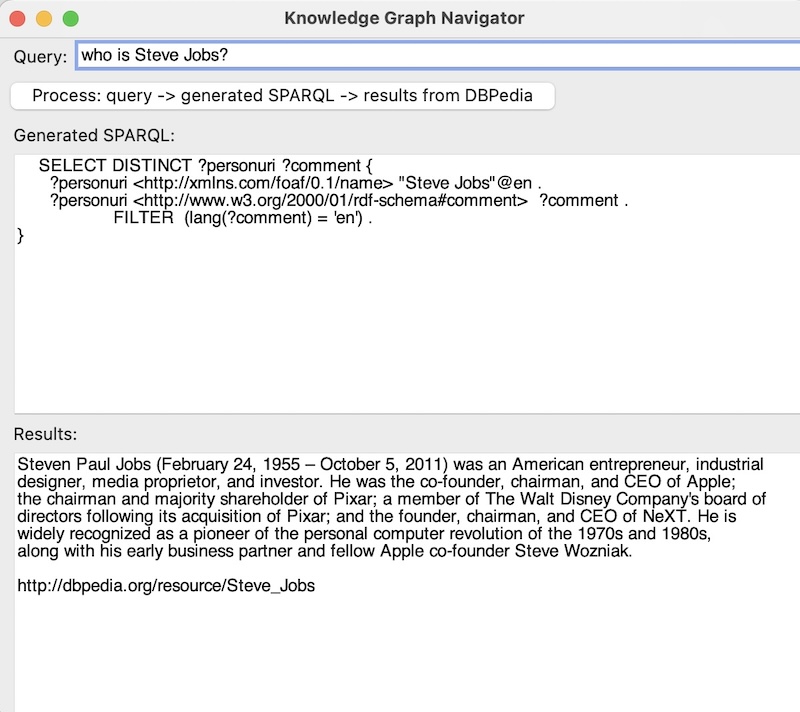 Knowledge Graph Navigator
Query: who is Steve Jobs?
Process: query -> generated SPARQL -> results from DBPedia
Generated SPARQL:
SELECT DISTINCT ?personuri ?comment {
?personuri <http://xmlns.com/foaf/0.1/name> "Steve Jobs"@en .
?personuri <http://www.w3.org/2000/01/rdf-schema#comment>  ?comment .
FILTER  (lang(?comment) = 'en') .
}
Results:
Steven Paul Jobs (February 24, 1955 – October 5, 2011) was an American entrepreneur, industrial
designer, media proprietor, and investor. He was the co-founder, chairman, and CEO of Apple;
the chairman and majority shareholder of Pixar; a member of The Walt Disney Company's board of
directors following its acquisition of Pixar; and the founder, chairman, and CEO of NeXT. He is
widely recognized as a pioneer of the personal computer revolution of the 1970s and 1980s,
along with his early business partner and fellow Apple co-founder Steve Wozniak.
http://dbpedia.org/resource/Steve_Jobs